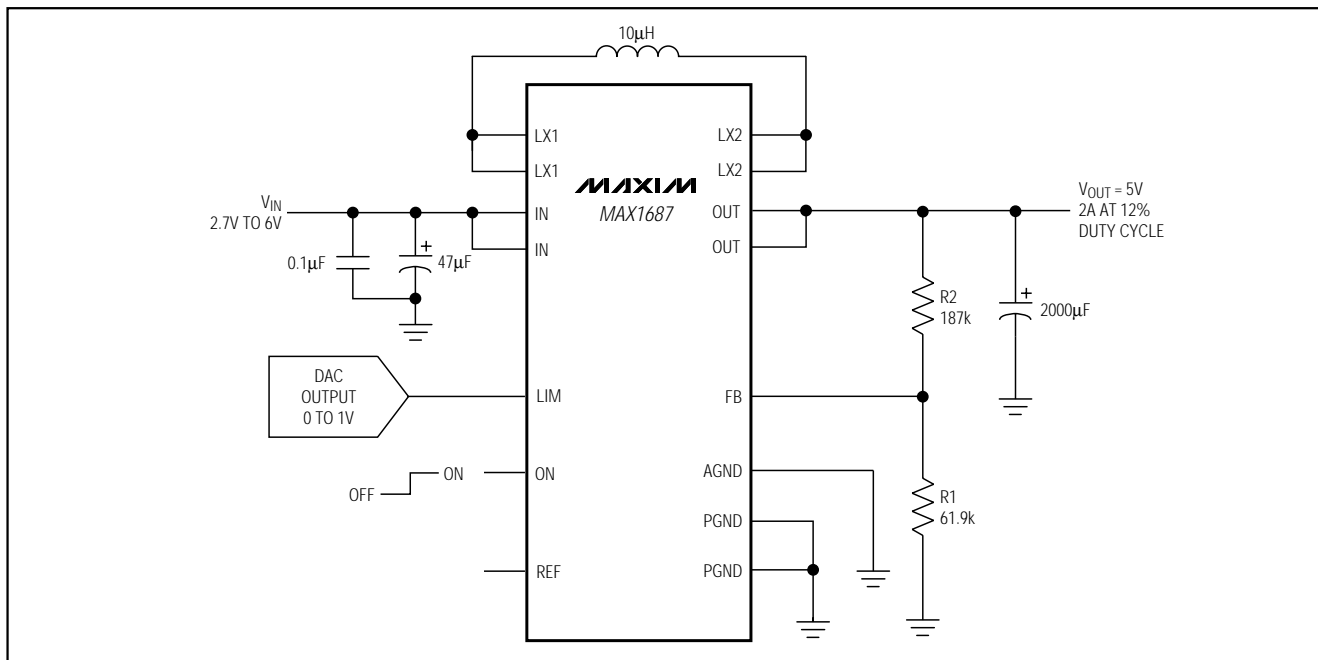 10µH
LX1
LX1
IN
IN
LIM
ON
REF
MAXIM
MAX1687
LX2
LX2
OUT
OUT
FB
AGND
PGND
PGND
VIN
2.7V TO 6V
0.1µF
+
47µF
DAC
OUTPUT
0 TO 1V
OFF
ON
VOUT = 5V
2A AT 12%
DUTY CYCLE
R2
187k
+
2000µF
R1
61.9k